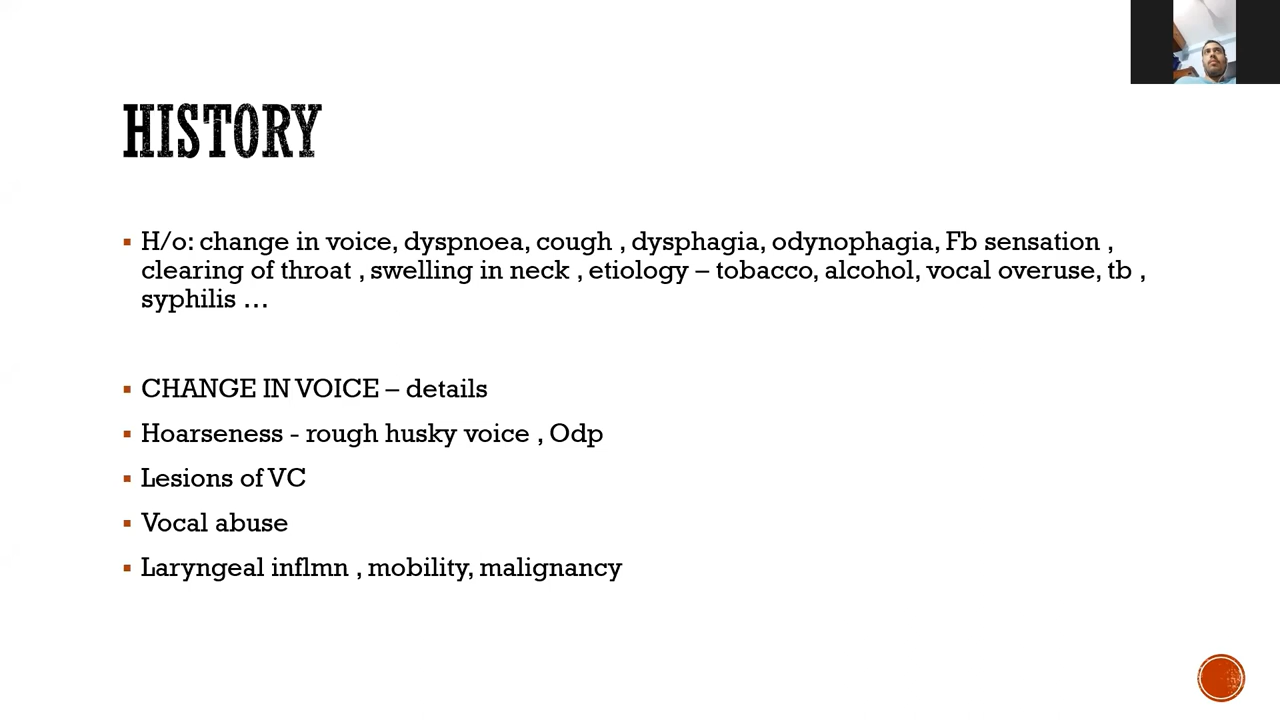 HISTORY
H/o: change in voice, dyspnoea, cough , dysphagia, odynophagia, Fb sensation ,
clearing of throat , swelling in neck , etiology – tobacco, alcohol, vocal overuse, tb ,
syphilis …
CHANGE IN VOICE – details
Hoarseness - rough husky voice , Odp
Lesions of VC
Vocal abuse
Laryngeal inflmn , mobility, malignancy